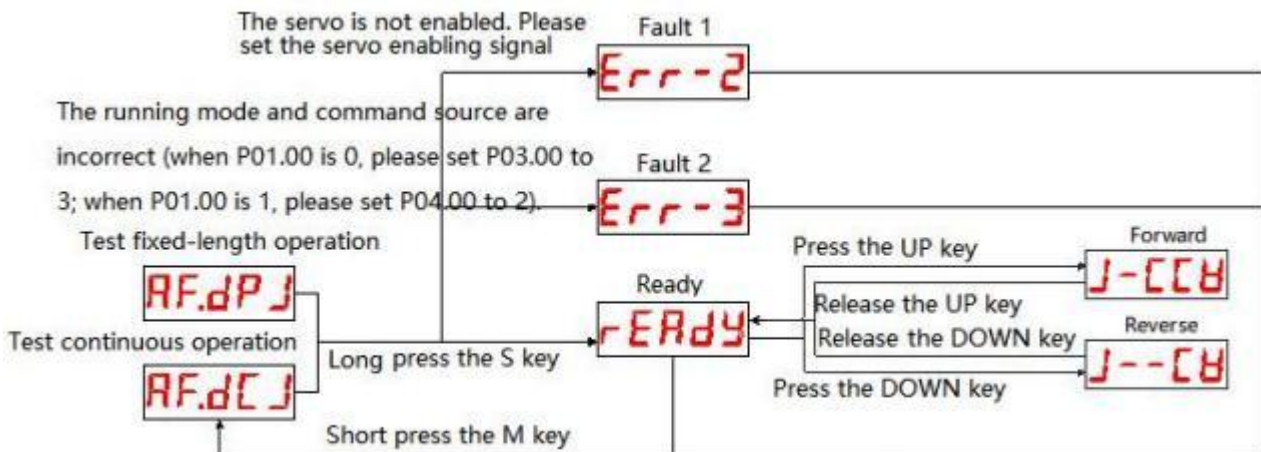 The servo is not enabled. Please
set the servo enabling signal
Fault 1
Err-2
The running mode and command source are
incorrect (when P01.00 is 0, please set P03.00 to
3; when P01.00 is 1, please set P04.00 to 2).
Fault 2
Err-3
Test fixed-length operation
AF.dPJ
Test continuous operation
AF.dCJ
Long press the S key
Ready
rEAdY
Press the UP key
Forward
J-CCW
Release the UP key
Release the DOWN key
Reverse
J--CW
Press the DOWN key
Short press the M key